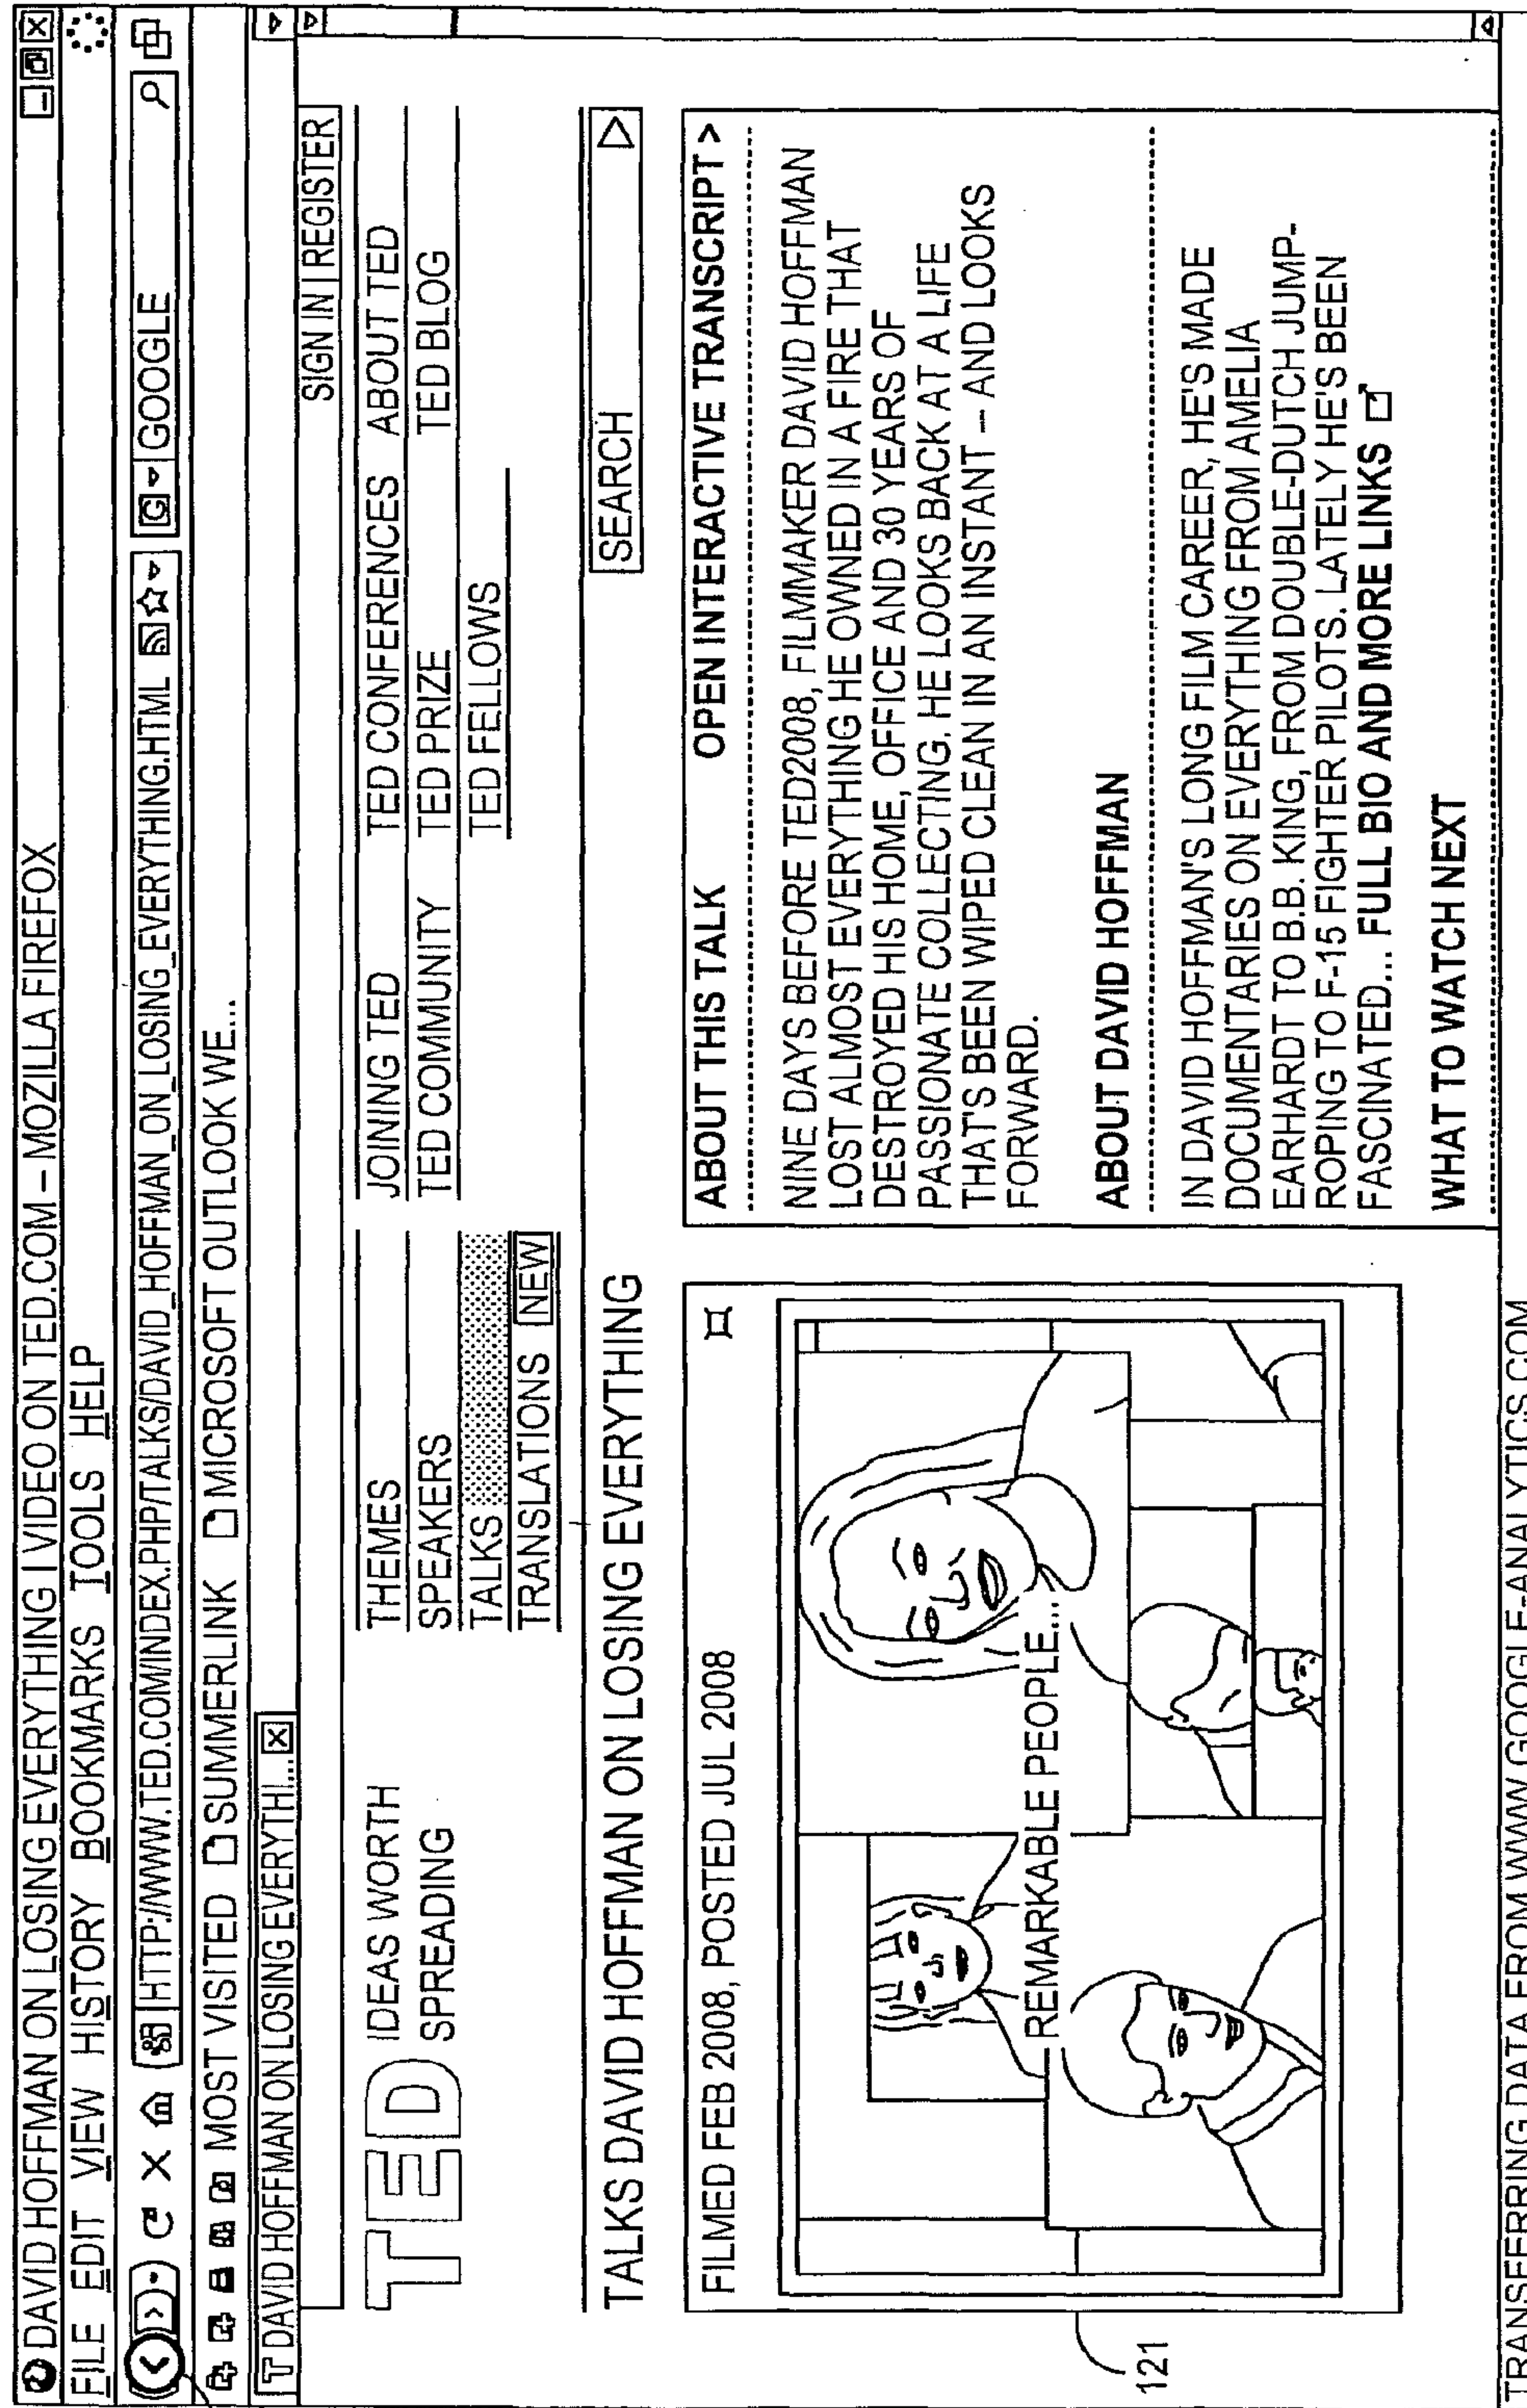 DAVID HOFFMAN ON LOSING EVERYTHING | VIDEO ON TED.COM – MOZILLA FIREFOX
FILE EDIT VIEW HISTORY BOOKMARKS TOOLS HELP
HTTP://WWW.TED.COM/INDEX.PHP/TALKS/DAVID_HOFFMAN_ON_LOSING_EVERYTHING.HTML G GOOGLE
MOST VISITED SUMMERLINK MICROSOFT OUTLOOK WE...
T DAVID HOFFMAN ON LOSING EVERYTHI... X
SIGN IN | REGISTER
TED IDEAS WORTH
SPREADING
THEMES JOINING TED TED CONFERENCES ABOUT TED
SPEAKERS TED COMMUNITY TED PRIZE TED BLOG
TALKS TED FELLOWS
TRANSLATIONS NEW
TALKS DAVID HOFFMAN ON LOSING EVERYTHING SEARCH
FILMED FEB 2008, POSTED JUL 2008
REMARKABLE PEOPLE...
121
ABOUT THIS TALK OPEN INTERACTIVE TRANSCRIPT >
NINE DAYS BEFORE TED2008, FILMMAKER DAVID HOFFMAN
LOST ALMOST EVERYTHING HE OWNED IN A FIRE THAT
DESTROYED HIS HOME, OFFICE AND 30 YEARS OF
PASSIONATE COLLECTING. HE LOOKS BACK AT A LIFE
THAT'S BEEN WIPED CLEAN IN AN INSTANT – AND LOOKS
FORWARD.
ABOUT DAVID HOFFMAN
IN DAVID HOFFMAN'S LONG FILM CAREER, HE'S MADE
DOCUMENTARIES ON EVERYTHING FROM AMELIA
EARHARDT TO B.B. KING, FROM DOUBLE-DUTCH JUMP-
ROPING TO F-15 FIGHTER PILOTS. LATELY HE'S BEEN
FASCINATED... FULL BIO AND MORE LINKS
WHAT TO WATCH NEXT
TRANSFERRING DATA FROM WWW.GOOGLE-ANALYTICS.COM